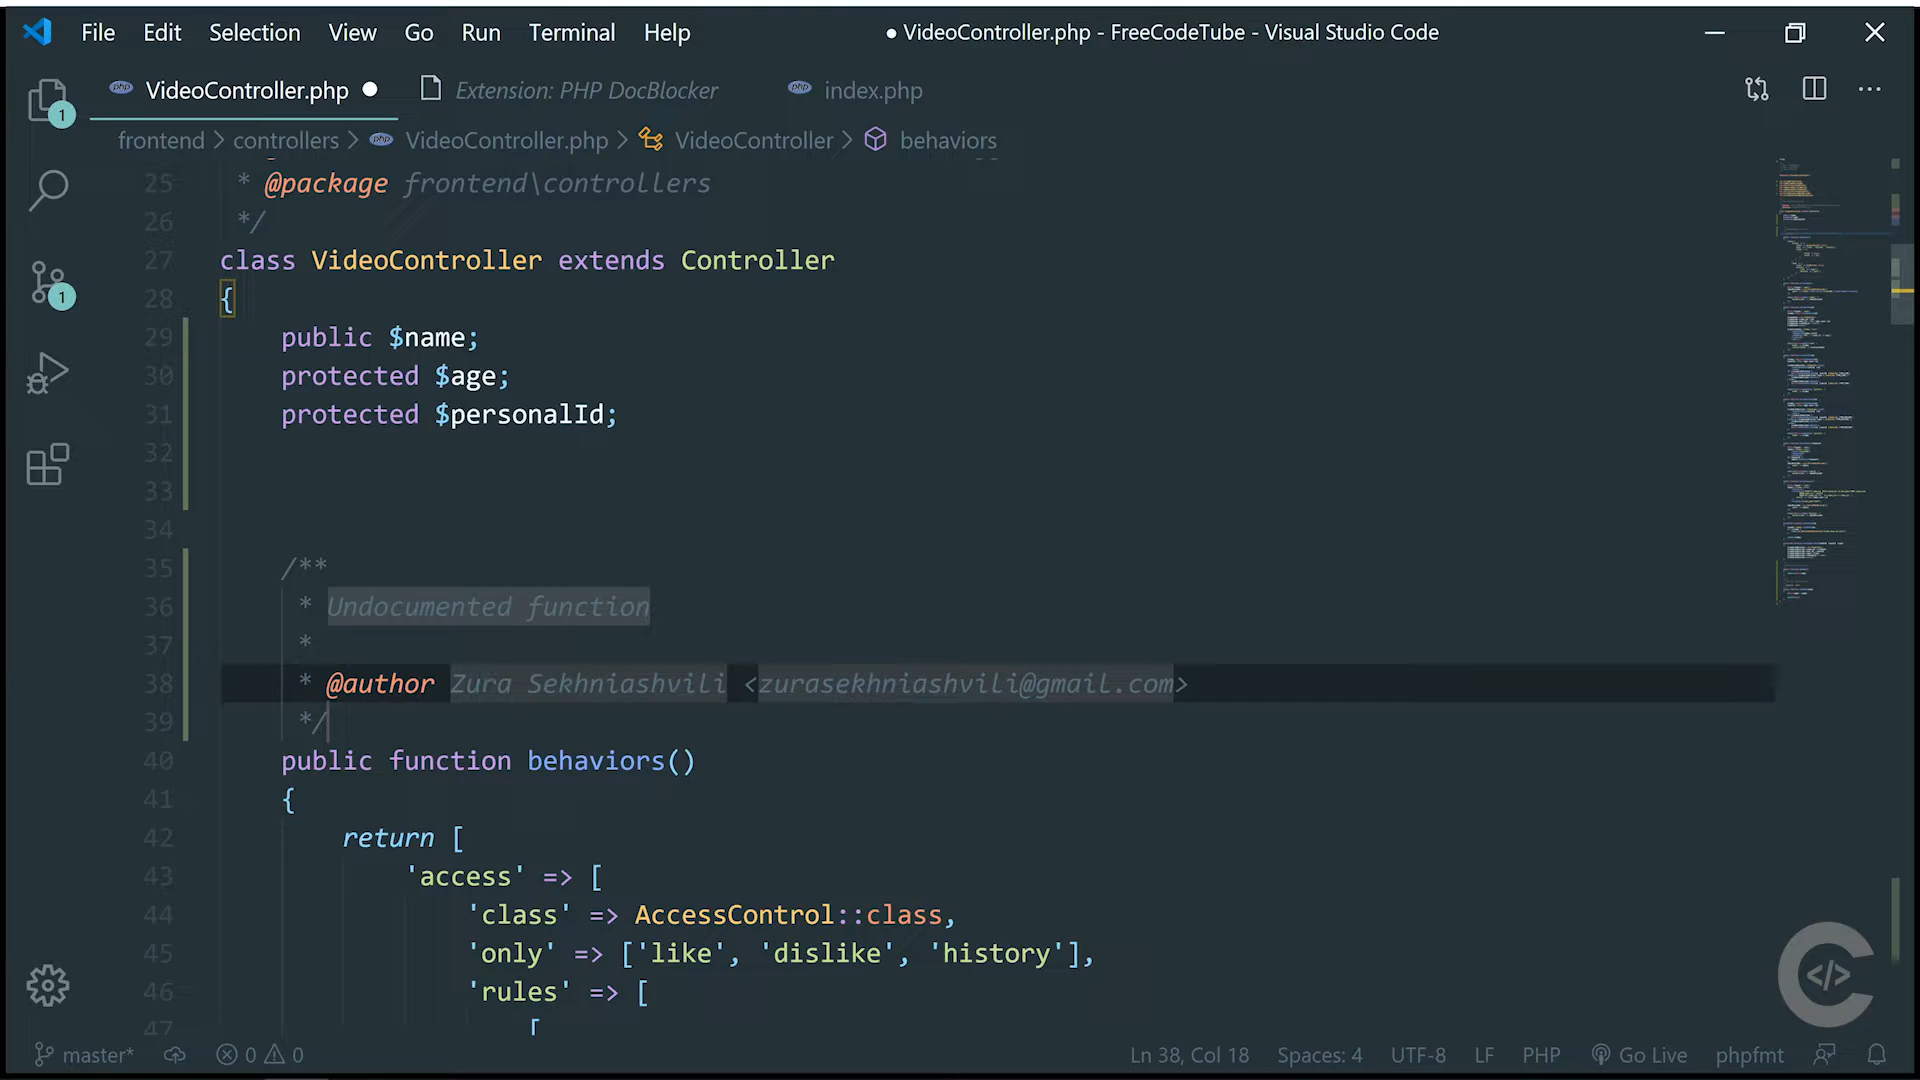 File Edit Selection View Go Run Terminal Help ● VideoController.php - FreeCodeTube - Visual Studio Code
php VideoController.php ● Extension: PHP DocBlocker php index.php
frontend > controllers > php VideoController.php > VideoController > behaviors
1
25 * @package frontend\controllers
26 */
27 class VideoController extends Controller
28 {
1
29 public $name;
30 protected $age;
31 protected $personalId;
32
33
34
35 /**
36 * Undocumented function
37 *
38 * @author Zura Sekhniashvili <zurasekhniashvili@gmail.com>
39 */
40 public function behaviors()
41 {
42 return [
43 'access' => [
44 'class' => AccessControl::class,
45 'only' => ['like', 'dislike', 'history'],
46 'rules' => [
47 [
master* 0 0 Ln 38, Col 18 Spaces: 4 UTF-8 LF PHP Go Live phpfmt